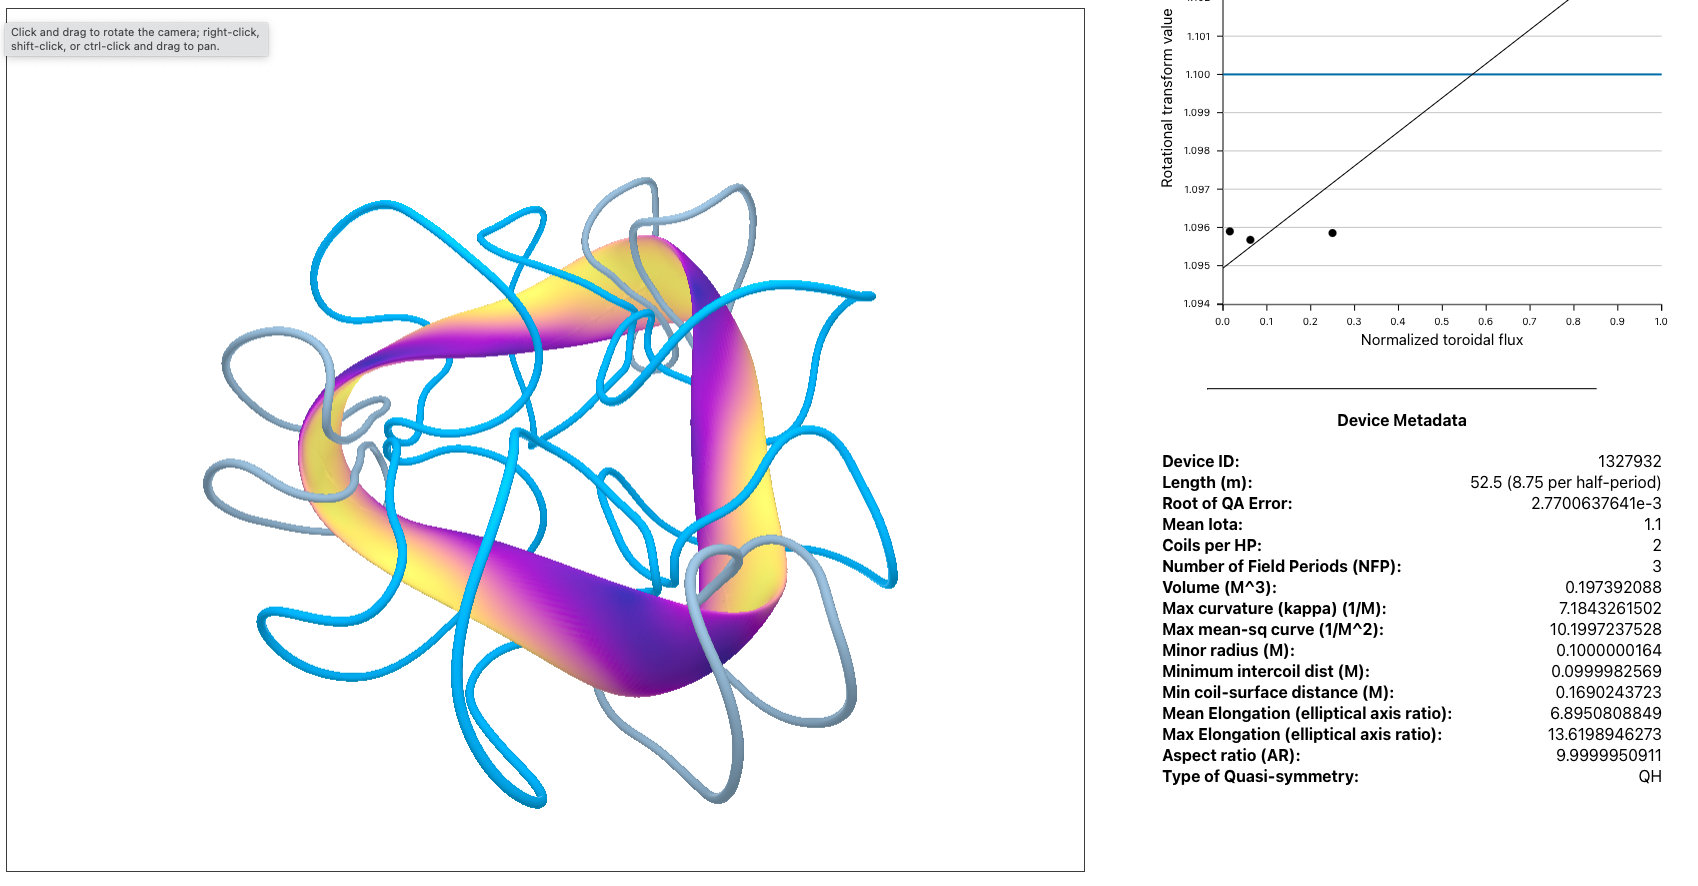 Click and drag to rotate the camera; right-click,
shift-click, or ctrl-click and drag to pan.
Rotational transform value
1.101
1.100
1.099
1.098
1.097
1.096
1.095
1.094
0.0 0.1 0.2 0.3 0.4 0.5 0.6 0.7 0.8 0.9 1.0
Normalized toroidal flux
Device Metadata
Device ID: 1327932
Length (m): 52.5 (8.75 per half-period)
Root of QA Error: 2.7700637641e-3
Mean Iota: 1.1
Coils per HP: 2
Number of Field Periods (NFP): 3
Volume (M^3): 0.197392088
Max curvature (kappa) (1/M): 7.1843261502
Max mean-sq curve (1/M^2): 10.1997237528
Minor radius (M): 0.1000000164
Minimum intercoil dist (M): 0.0999982569
Min coil-surface distance (M): 0.1690243723
Mean Elongation (elliptical axis ratio): 6.8950808849
Max Elongation (elliptical axis ratio): 13.6198946273
Aspect ratio (AR): 9.9999950911
Type of Quasi-symmetry: QH